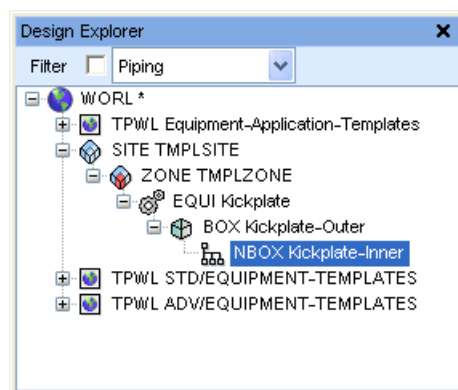 Design Explorer
Filter Piping
WORL *
TPWL Equipment-Application-Templates
SITE TMPLSITE
ZONE TMPLZONE
EQUI Kickplate
BOX Kickplate-Outer
NBOX Kickplate-Inner
TPWL STD/EQUIPMENT-TEMPLATES
TPWL ADV/EQUIPMENT-TEMPLATES